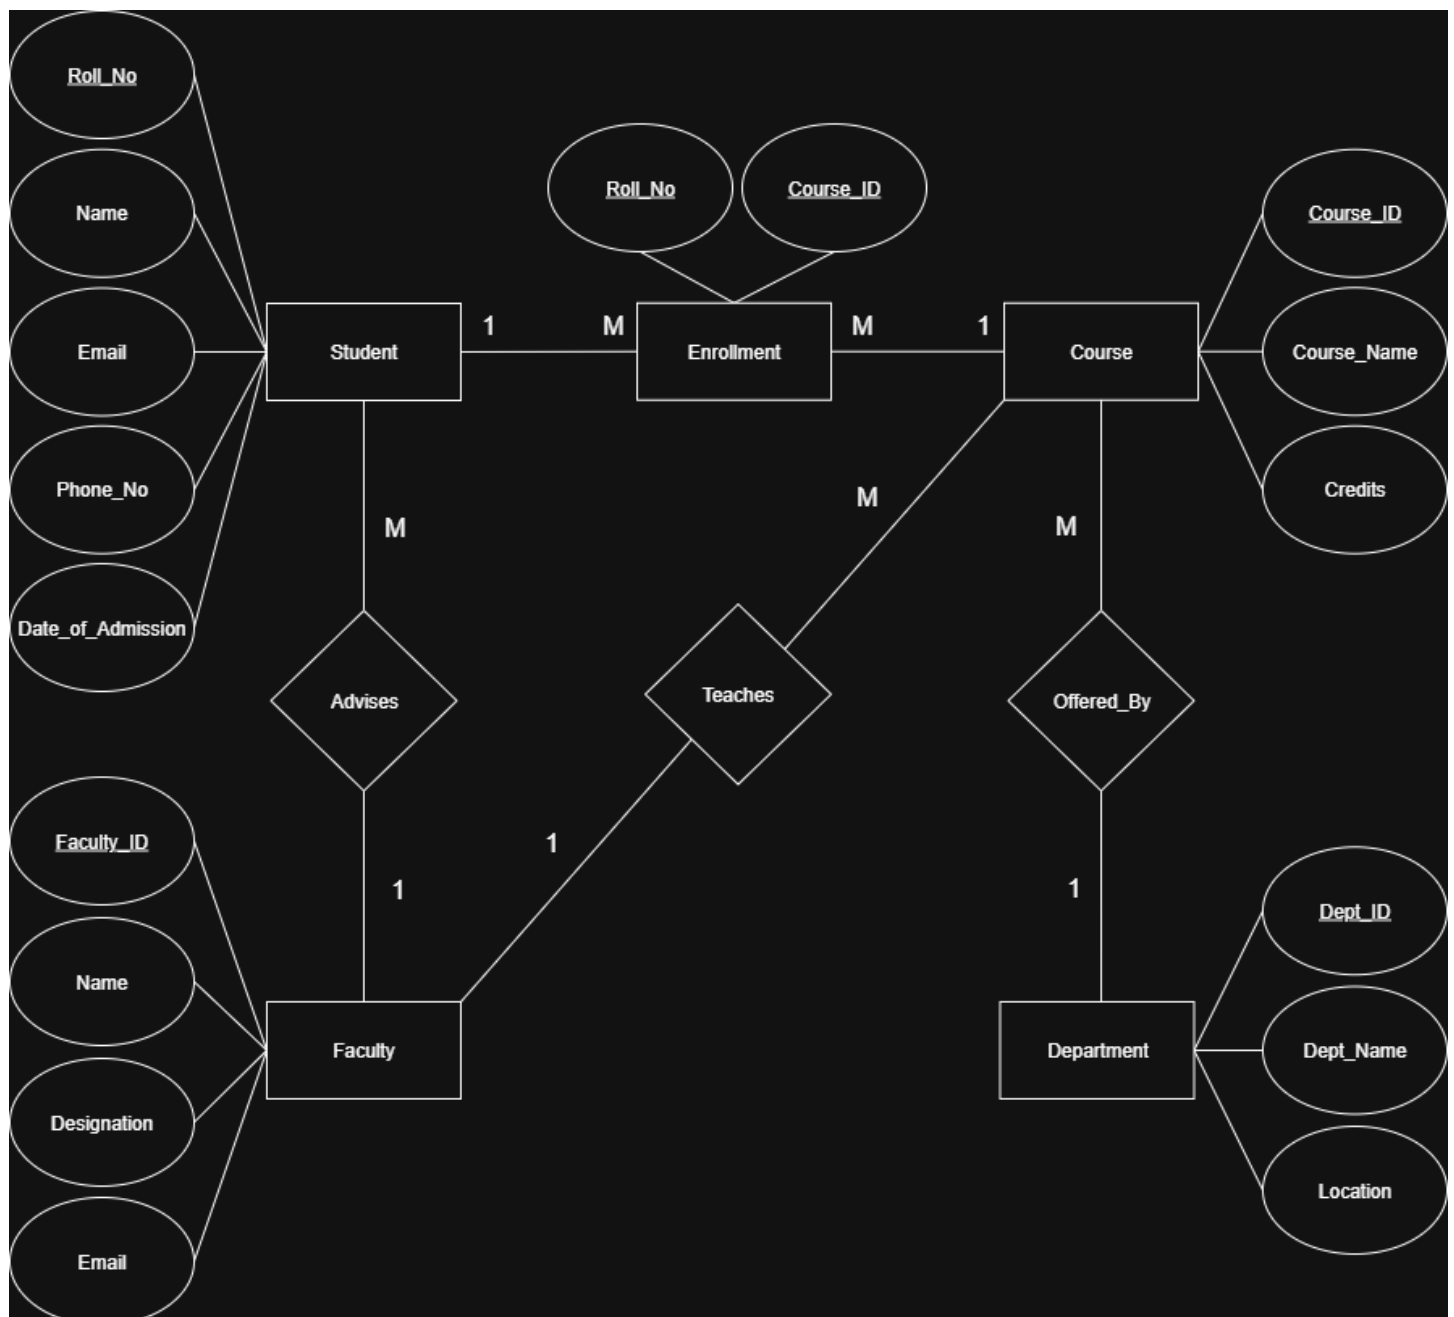 Roll_No
Name
Email
Phone_No
Date_of_Admission
Student
1
M
Roll_No
Course_ID
Enrollment
M
1
Course
Course_ID
Course_Name
Credits
M
Advises
1
M
Teaches
1
M
Offered_By
1
Faculty_ID
Name
Designation
Email
Faculty
Department
Dept_ID
Dept_Name
Location